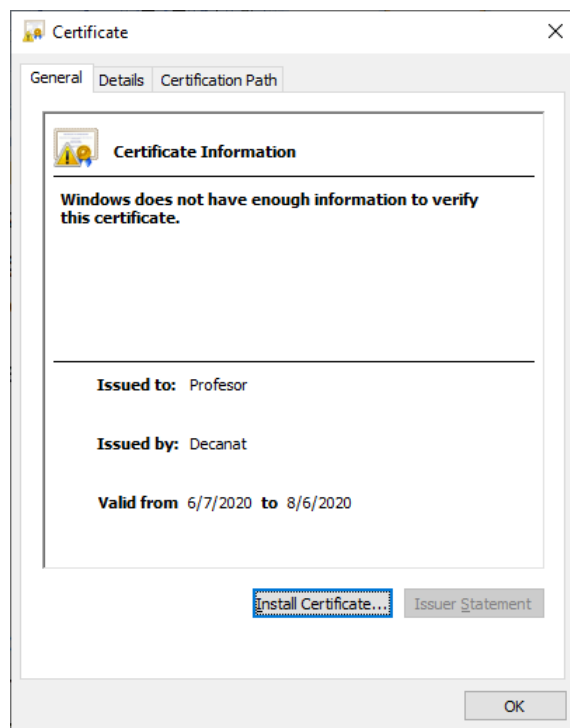 Certificate
General Details Certification Path
Certificate Information
Windows does not have enough information to verify
this certificate.
Issued to: Profesor
Issued by: Decanat
Valid from 6/7/2020 to 8/6/2020
Install Certificate... Issuer Statement
OK